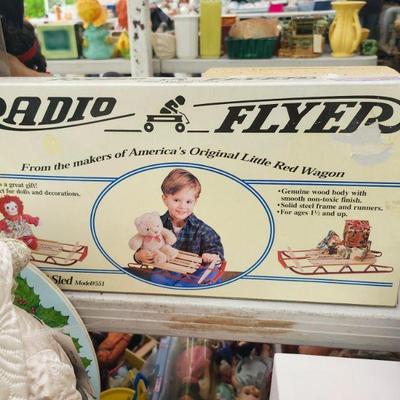 RADIO FLYER
From the makers of America's Original Little Red Wagon
a great gift!
for dolls and decorations.
•Genuine wood body with
smooth non-toxic finish.
•Solid steel frame and runners.
•For ages 1½ and up.
Sled Model#551